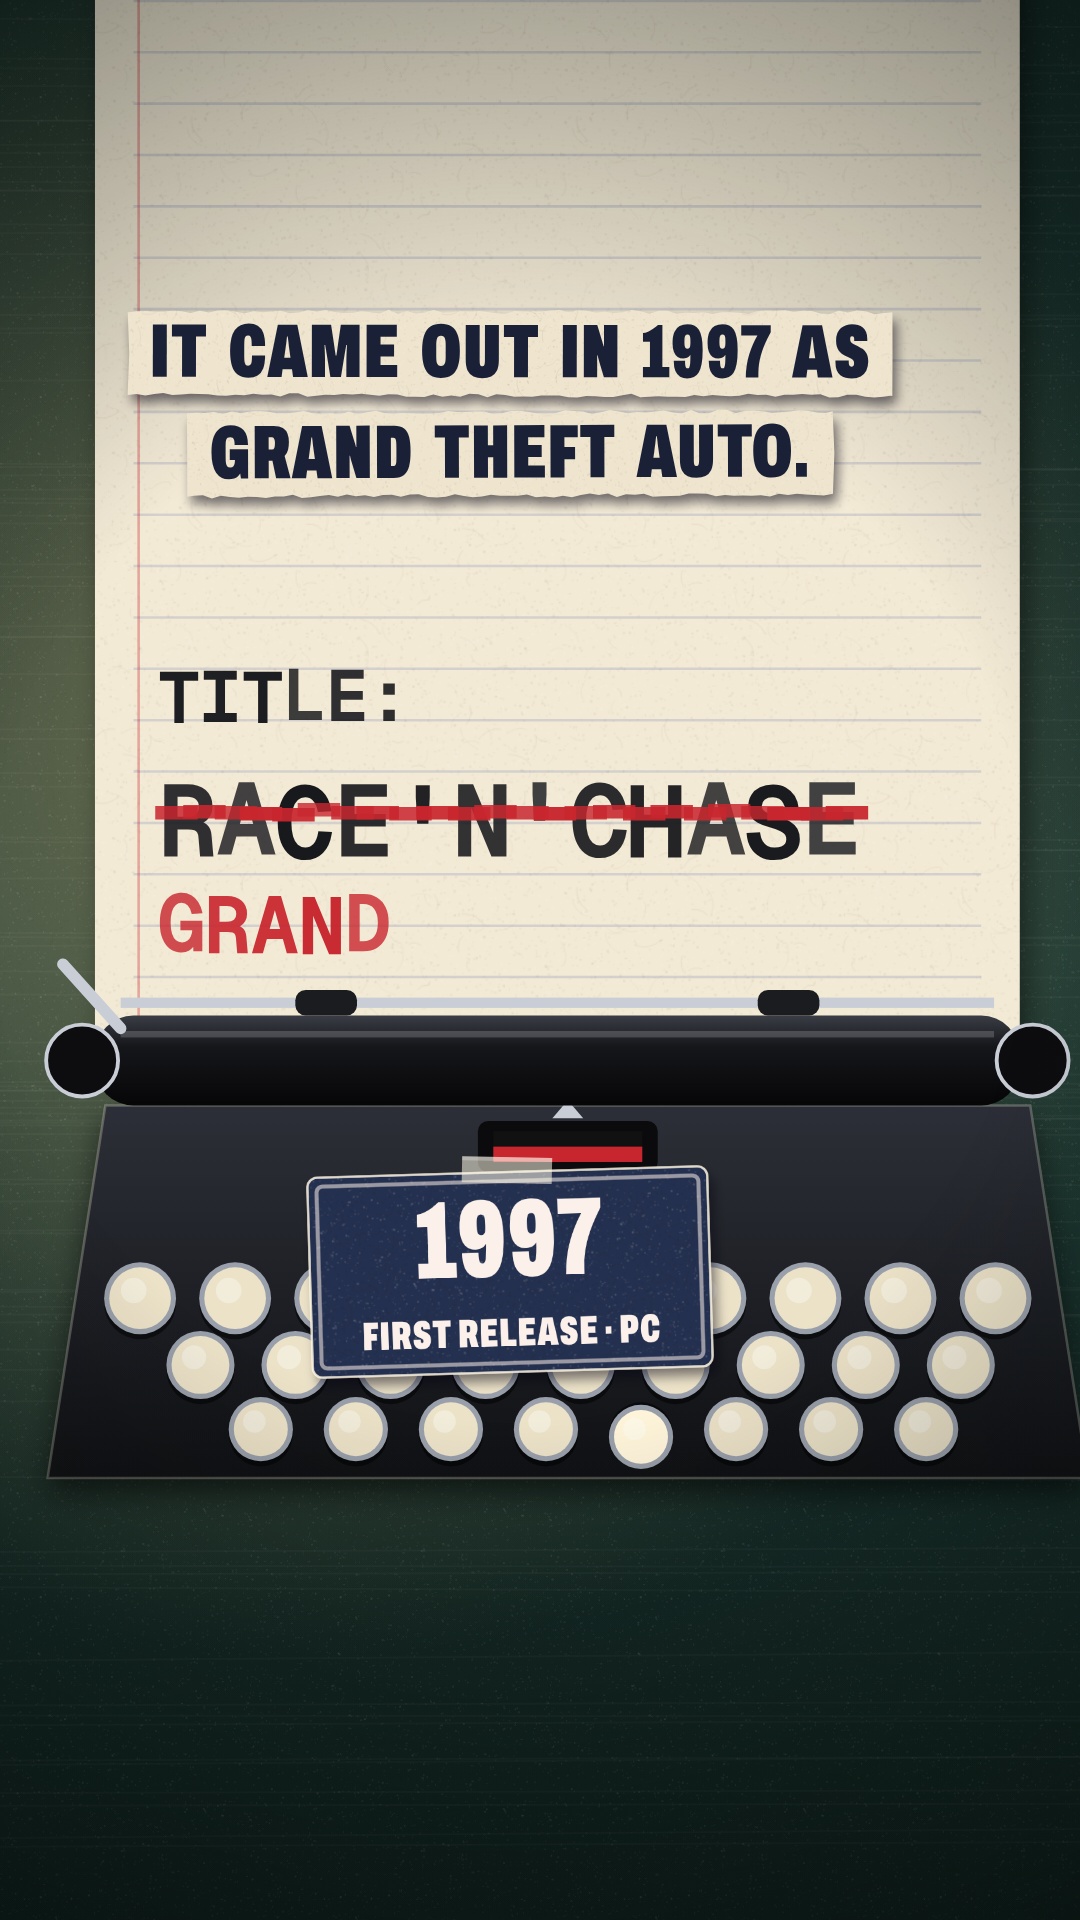 IT CAME OUT IN 1997 AS
GRAND THEFT AUTO.
TITLE:
RACE'N'CHASE
GRAND
1997
FIRST RELEASE · PC